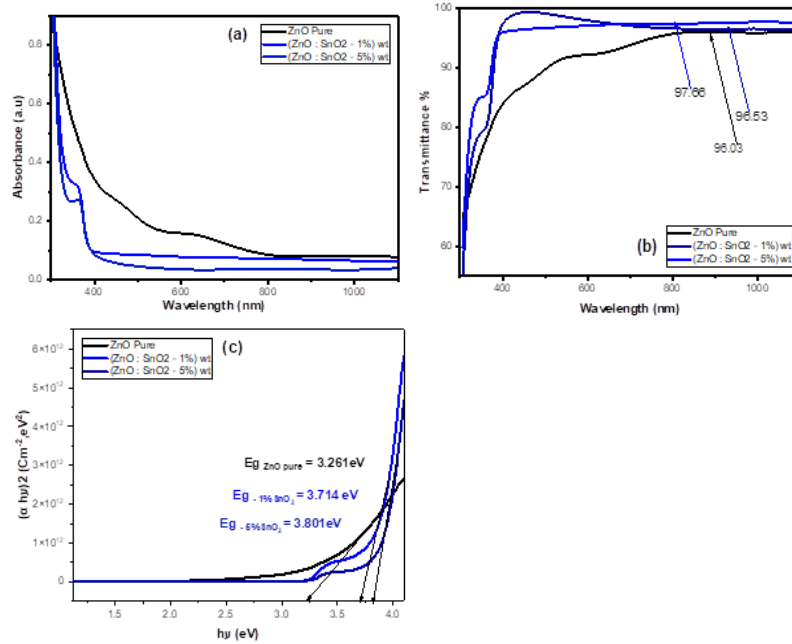 (a)
ZnO Pure
(ZnO : SnO2 - 1%) wt
(ZnO : SnO2 - 5%) wt
Absorbance (a.u)
0.8
0.6
0.4
0.2
0.0
400 600 800 1000
Wavelength (nm)
100
95
90
85
80
70
60
Transmittance %
97.66
96.53
96.03
(b)
ZnO Pure
(ZnO : SnO2 - 1%) wt
(ZnO : SnO2 - 5%) wt
400 600 800 1000
Wavelength (nm)
(c)
ZnO Pure
(ZnO : SnO2 - 1%) wt
(ZnO : SnO2 - 5%) wt
(α hυ)2 (Cm-2,eV2)
6×1012
5×1012
4×1012
3×1012
2×1012
1×1012
0
Eg ZnO pure = 3.261eV
Eg - 1% SnO2 = 3.714 eV
Eg - 5% SnO2 = 3.801eV
1.5 2.0 2.5 3.0 3.5 4.0
hυ (eV)